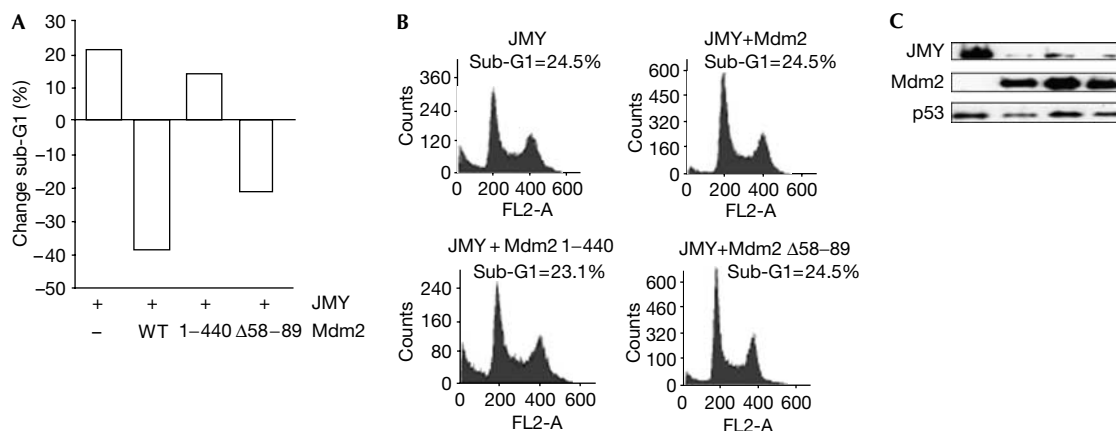 A
Change sub-G1 (%)
30
20
10
0
−10
−20
−30
−40
−50
+ + + + JMY
− WT 1−440 Δ58−89 Mdm2
B
JMY
Sub-G1=24.5%
Counts
360
240
120
0
0 200 400 600
FL2-A
JMY+Mdm2
Sub-G1=24.5%
Counts
600
450
320
160
0
0 200 400 600
FL2-A
JMY + Mdm2 1−440
Sub-G1=23.1%
Counts
240
160
80
0
0 200 400 600
FL2-A
JMY+Mdm2 Δ58−89
Sub-G1=24.5%
Counts
600
460
320
100
0
0 200 400 600
FL2-A
C
JMY
Mdm2
p53